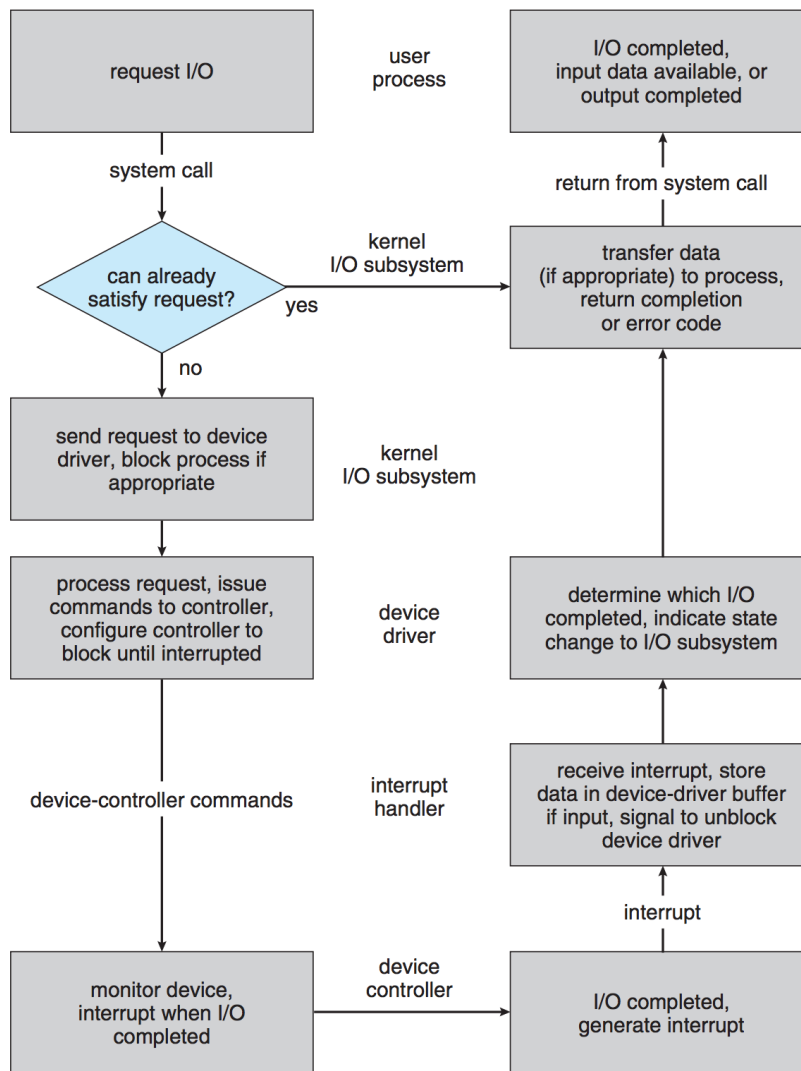 request I/O
user
process
I/O completed,
input data available, or
output completed
system call
return from system call
can already
satisfy request?
kernel
I/O subsystem
yes
transfer data
(if appropriate) to process,
return completion
or error code
no
send request to device
driver, block process if
appropriate
kernel
I/O subsystem
process request, issue
commands to controller,
configure controller to
block until interrupted
device
driver
determine which I/O
completed, indicate state
change to I/O subsystem
device-controller commands
interrupt
handler
receive interrupt, store
data in device-driver buffer
if input, signal to unblock
device driver
interrupt
monitor device,
interrupt when I/O
completed
device
controller
I/O completed,
generate interrupt